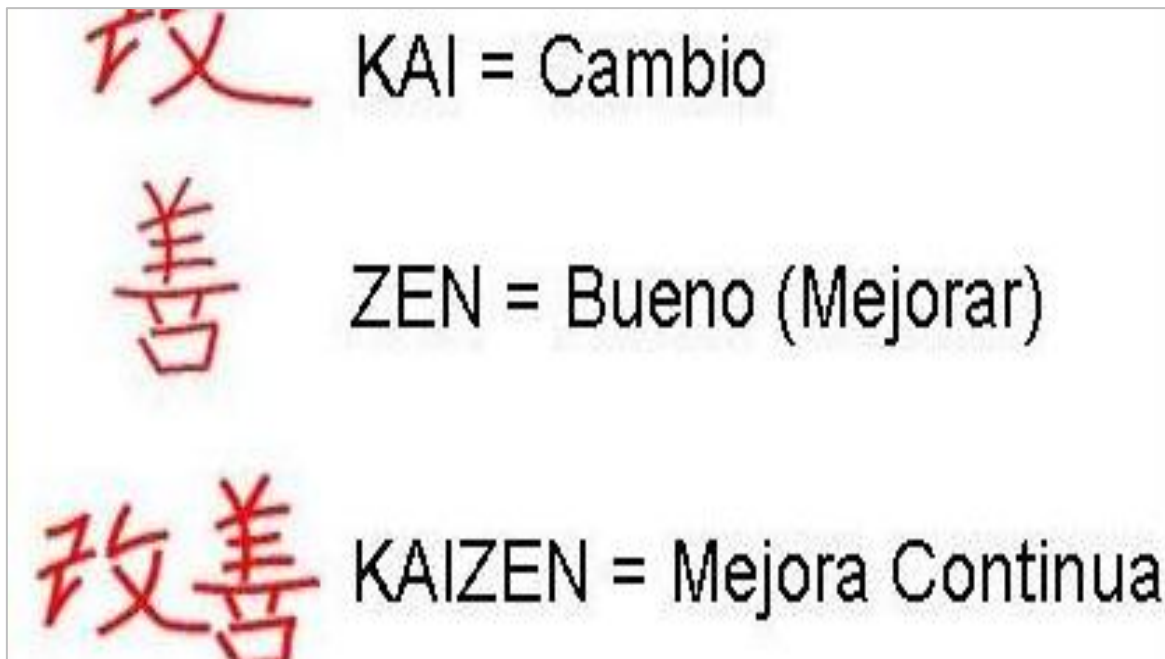 改 KAI = Cambio
善 ZEN = Bueno (Mejorar)
改善 KAIZEN = Mejora Continua